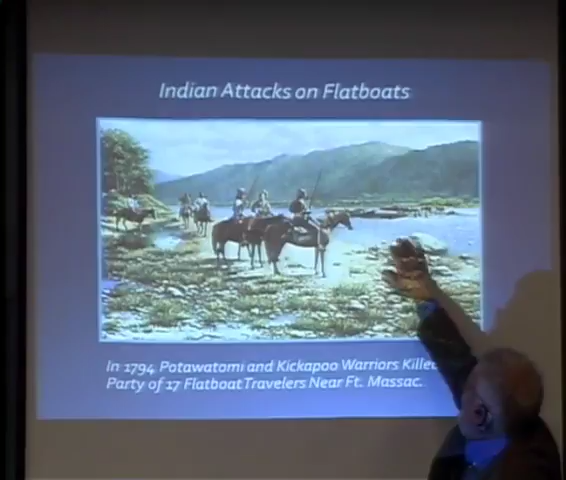 Indian Attacks on Flatboats
In 1794 Potawatomi and Kickapoo Warriors Killed
Party of 17 Flatboat Travelers Near Ft. Massac.